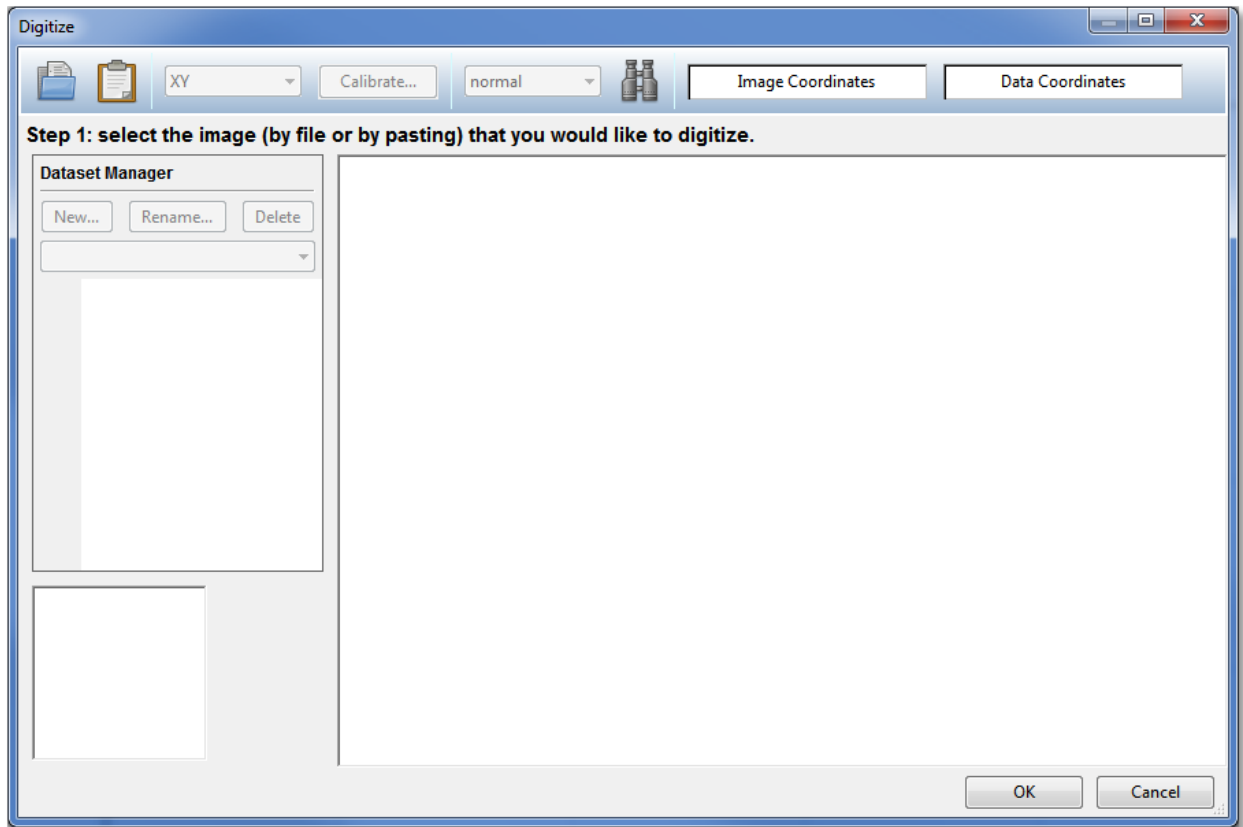 Digitize
XY Calibrate... normal Image Coordinates Data Coordinates
Step 1: select the image (by file or by pasting) that you would like to digitize.
Dataset Manager
New... Rename... Delete
OK Cancel